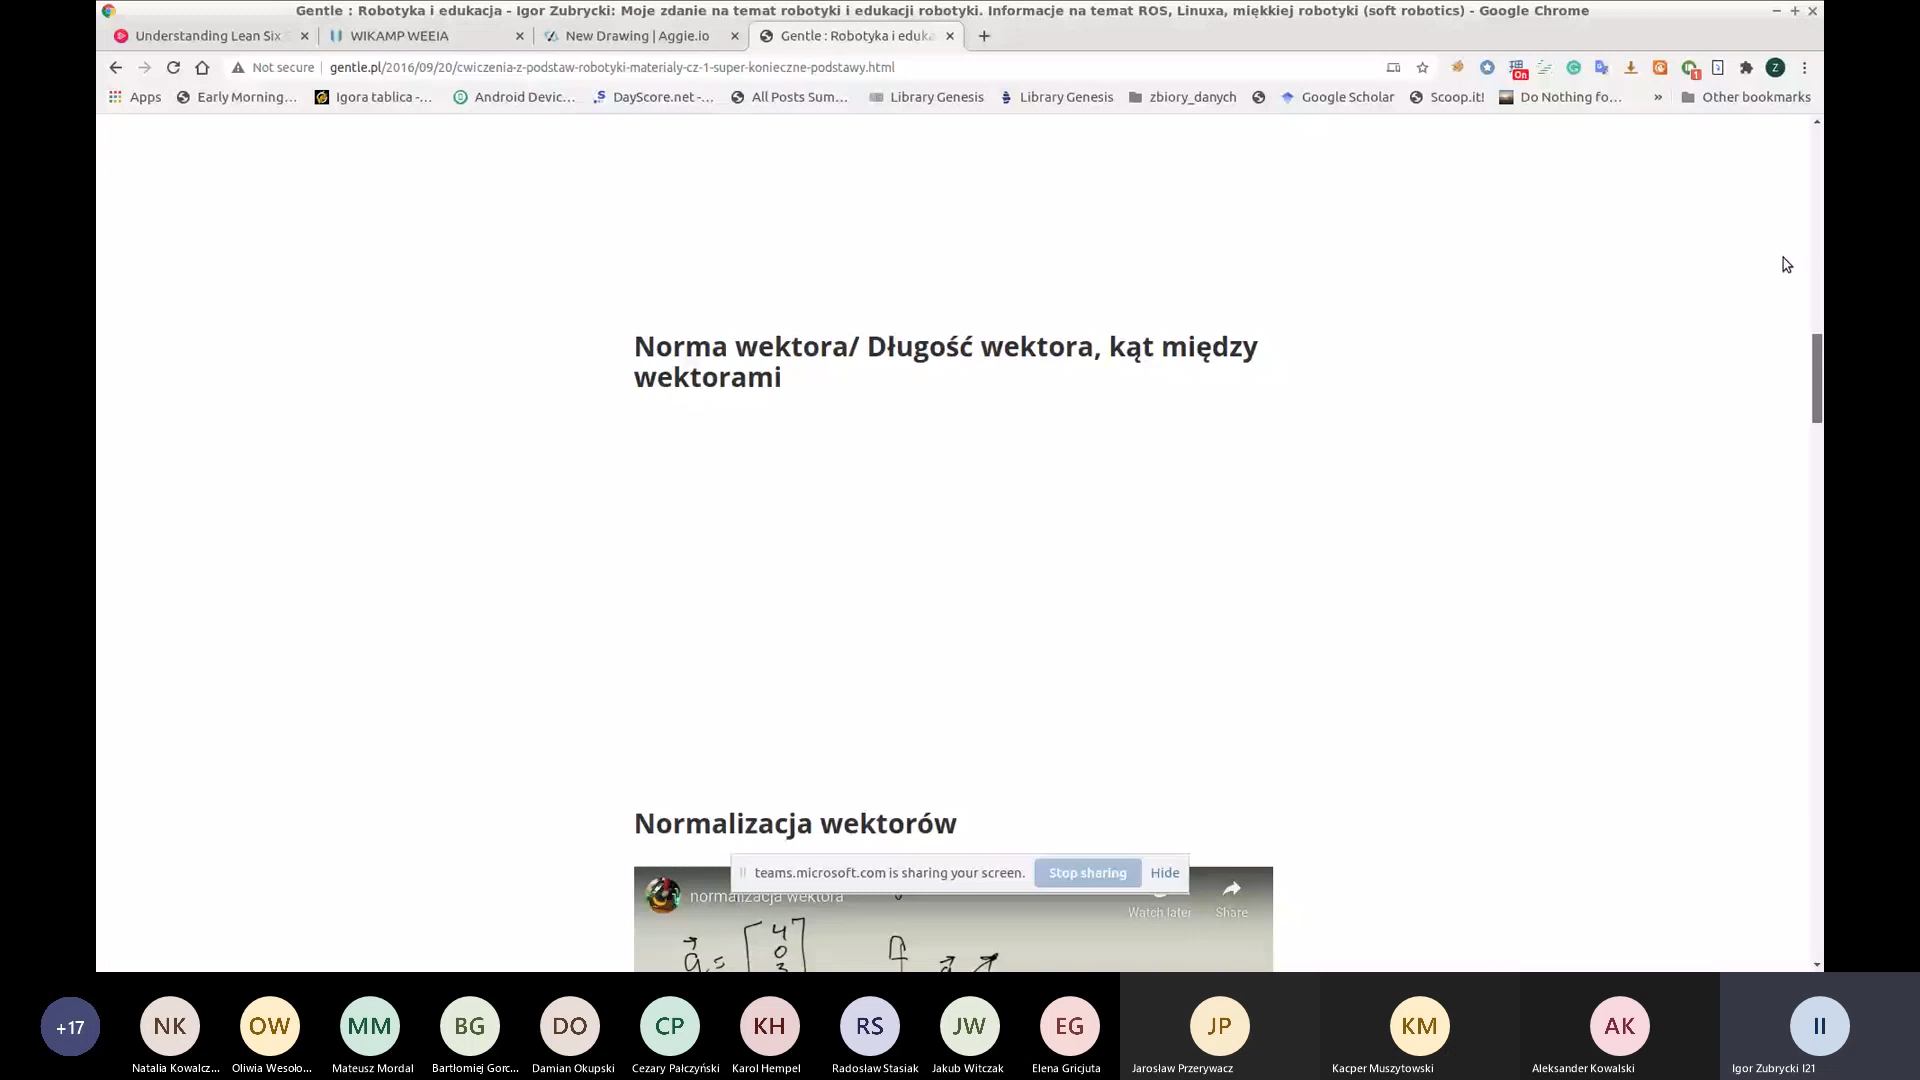 Gentle : Robotyka i edukacja - Igor Zubrycki: Moje zdanie na temat robotyki i edukacji robotyki. Informacje na temat ROS, Linuxa, miękkiej robotyki (soft robotics) - Google Chrome
Understanding Lean Six
WIKAMP WEEIA
New Drawing | Aggie.io
Gentle : Robotyka i eduka
Not secure | gentle.pl/2016/09/20/cwiczenia-z-podstaw-robotyki-materialy-cz-1-super-konieczne-podstawy.html
On
1
Z
Apps
Early Morning...
Igora tablica -...
Android Devic...
DayScore.net -...
All Posts Sum...
Library Genesis
Library Genesis
zbiory_danych
Google Scholar
Scoop.it!
Do Nothing fo...
»
Other bookmarks
Norma wektora/ Długość wektora, kąt między
wektorami
Normalizacja wektorów
teams.microsoft.com is sharing your screen. Stop sharing Hide
normalizacja wektora
Watch later
Share
a = [4
0
+17
NK
OW
MM
BG
DO
CP
KH
RS
JW
EG
JP
KM
AK
II
Natalia Kowalcz...
Oliwia Wesoło...
Mateusz Mordal
Bartłomiej Gorc...
Damian Okupski
Cezary Pałczyński
Karol Hempel
Radosław Stasiak
Jakub Witczak
Elena Gricjuta
Jarosław Przerywacz
Kacper Muszytowski
Aleksander Kowalski
Igor Zubrycki I21